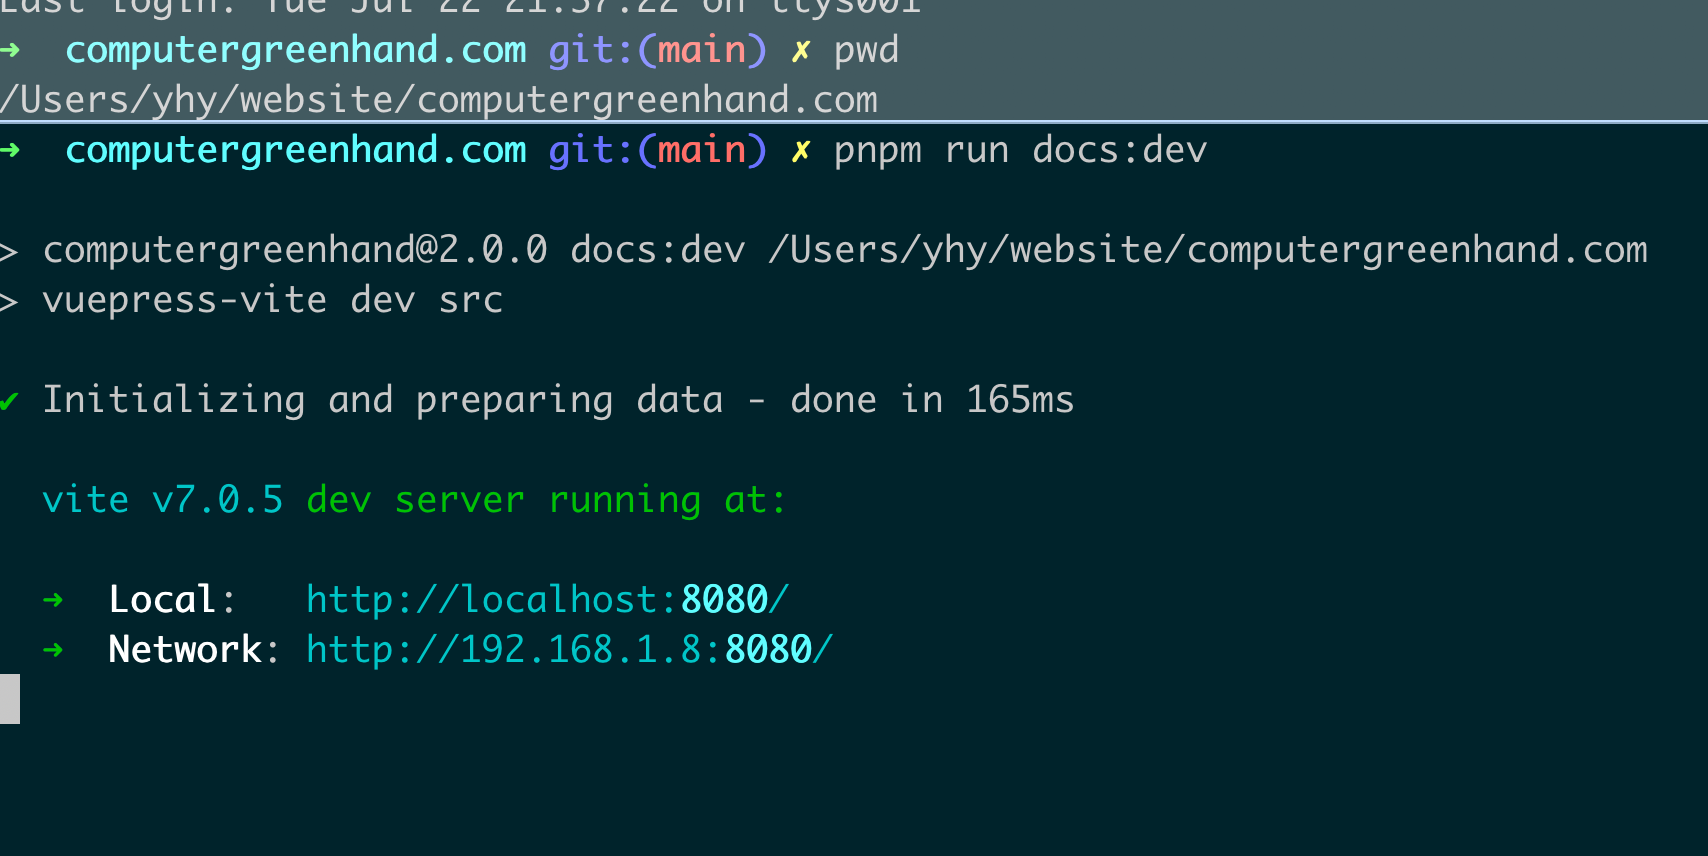 Last login: Tue Jul 22 21:57:22 on ttys001
➜  computergreenhand.com git:(main) ✗ pwd
/Users/yhy/website/computergreenhand.com
➜  computergreenhand.com git:(main) ✗ pnpm run docs:dev
> computergreenhand@2.0.0 docs:dev /Users/yhy/website/computergreenhand.com
> vuepress-vite dev src
✔ Initializing and preparing data - done in 165ms
vite v7.0.5 dev server running at:
➜  Local:   http://localhost:8080/
➜  Network: http://192.168.1.8:8080/